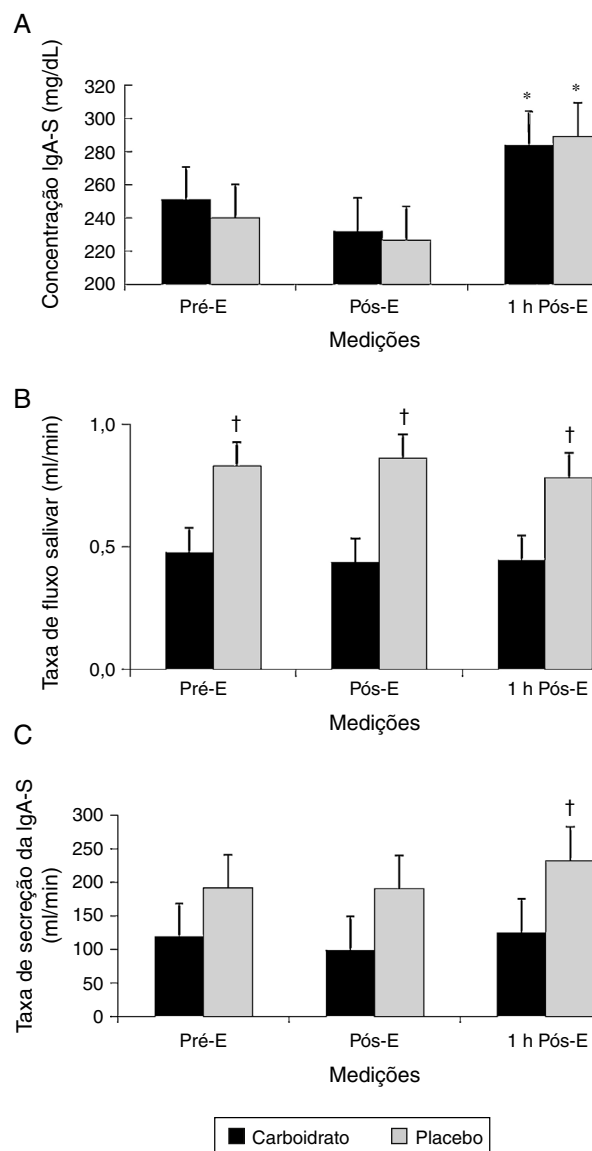 A
Concentração IgA-S (mg/dL)
320
300
280
260
240
220
200
* *
Pré-E Pós-E 1 h Pós-E
Medições
B
Taxa de fluxo salivar (ml/min)
1,0
0,5
0,0
† † †
Pré-E Pós-E 1 h Pós-E
Medições
C
Taxa de secreção da IgA-S
(ml/min)
300
250
200
150
100
50
0
†
Pré-E Pós-E 1 h Pós-E
Medições
Carboidrato Placebo